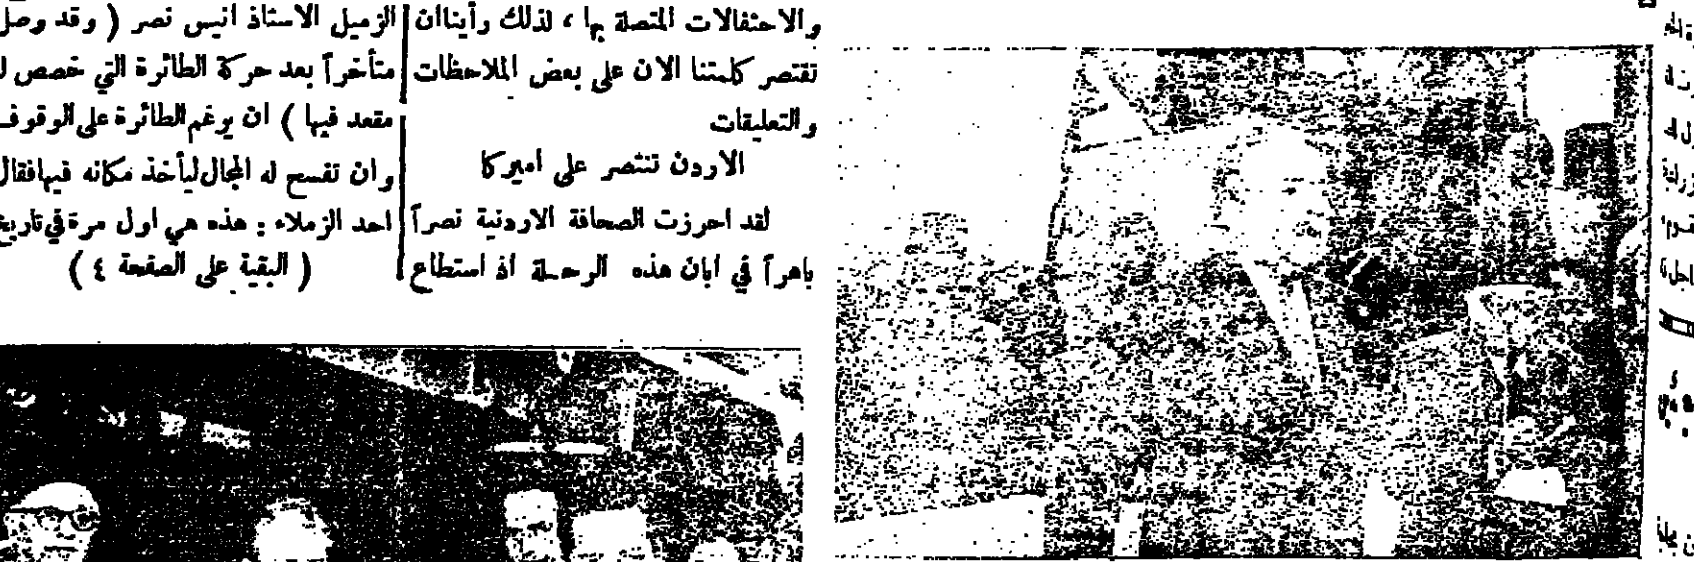 والاحتفالات المتصلة بها ، لذلك رأينا ان
تقتصر كلمتنا الان على بعض الملاحظات
والتعليقات
الاردن تنتصر على اميركا
لقد احرزت الصحافة الاردنية نصراً
باهراً في ابان هذه الرحلة اذ استطاع
الزميل الاستاذ انيس نصر ( وقد وصل
متأخراً بعد حركة الطائرة التي خصص
مقعد فيها ) ان يرغم الطائرة على الوقوف
وان تفسح له المجال ليأخذ مكانه فيها فقال
احد الزملاء : هذه هي اول مرة في تاريخ
( البقية على الصفحة ٤ )